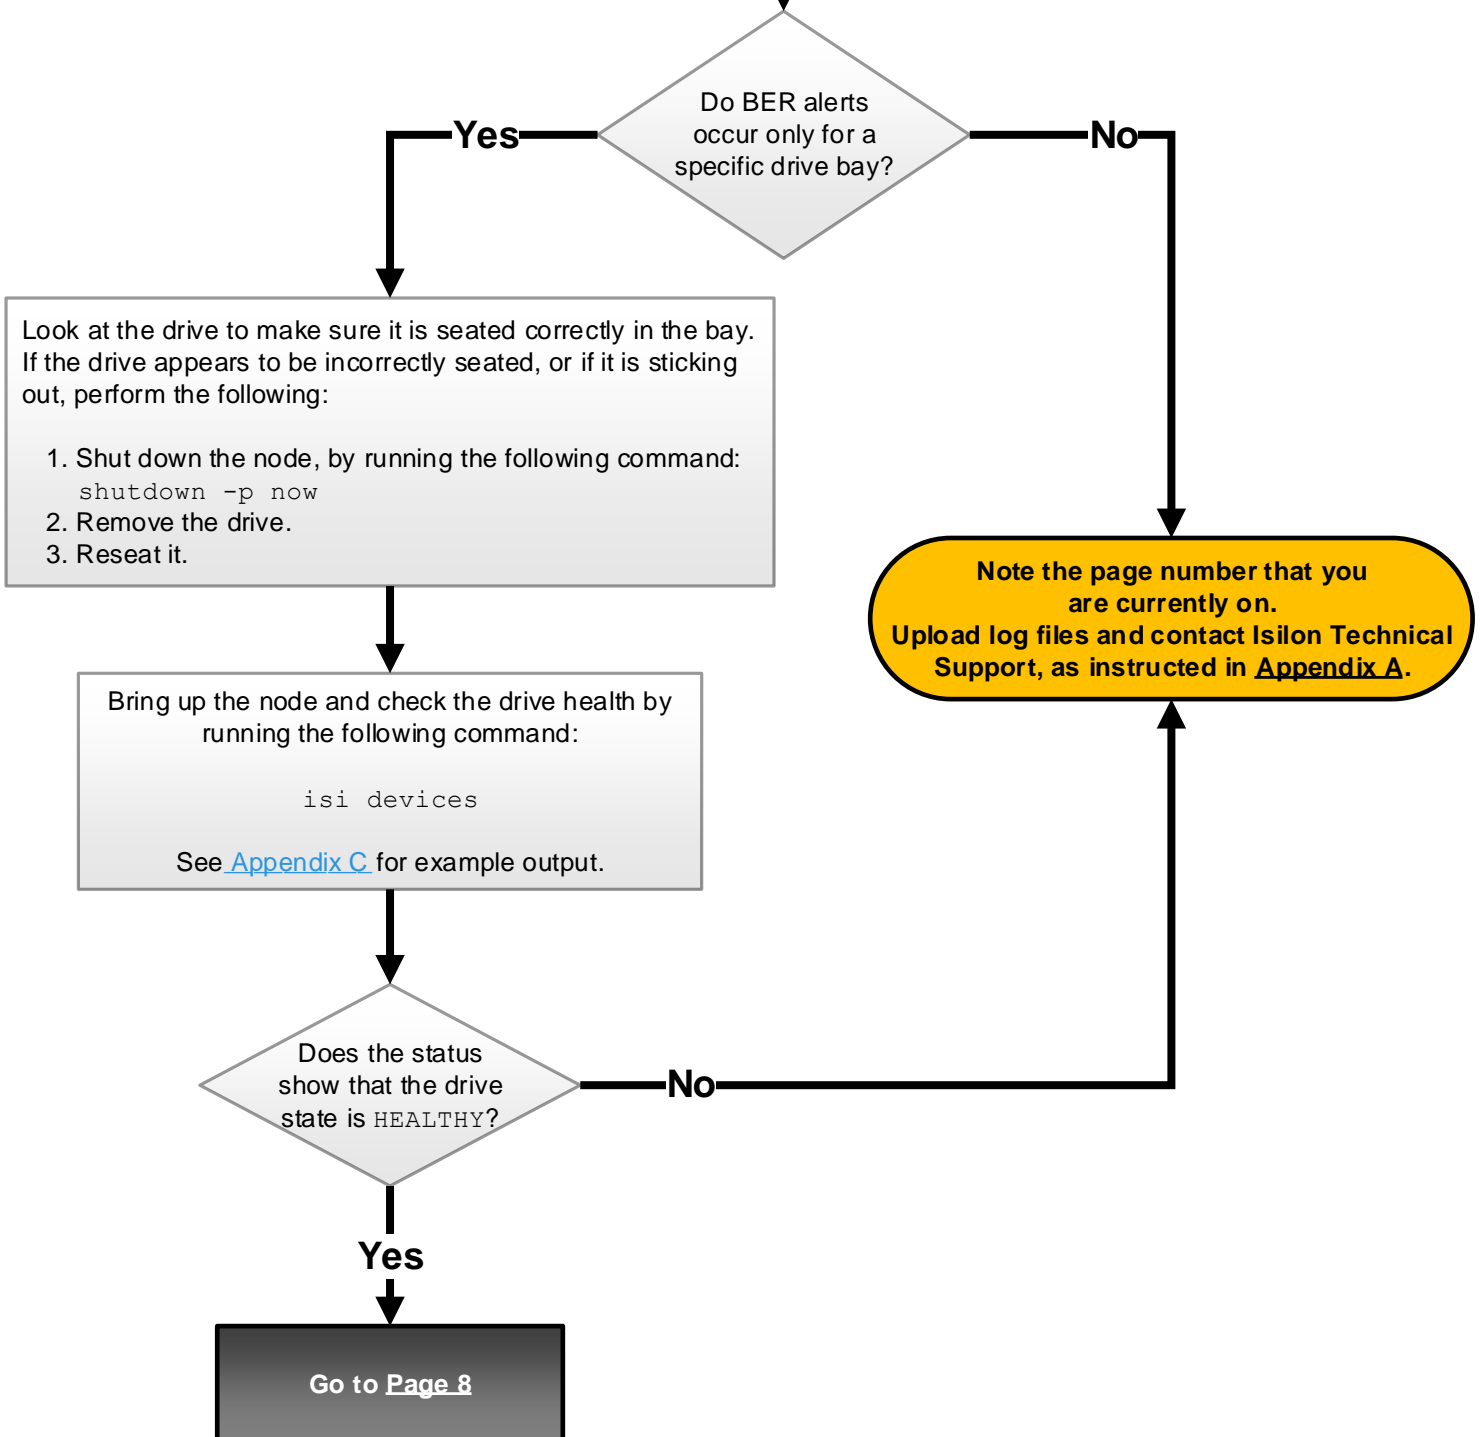 Do BER alerts
occur only for a
specific drive bay?
Yes
No
Look at the drive to make sure it is seated correctly in the bay.
If the drive appears to be incorrectly seated, or if it is sticking
out, perform the following:
1. Shut down the node, by running the following command:
shutdown -p now
2. Remove the drive.
3. Reseat it.
Note the page number that you
are currently on.
Upload log files and contact Isilon Technical
Support, as instructed in Appendix A.
Bring up the node and check the drive health by
running the following command:
isi devices
See Appendix C for example output.
Does the status
show that the drive
state is HEALTHY?
No
Yes
Go to Page 8